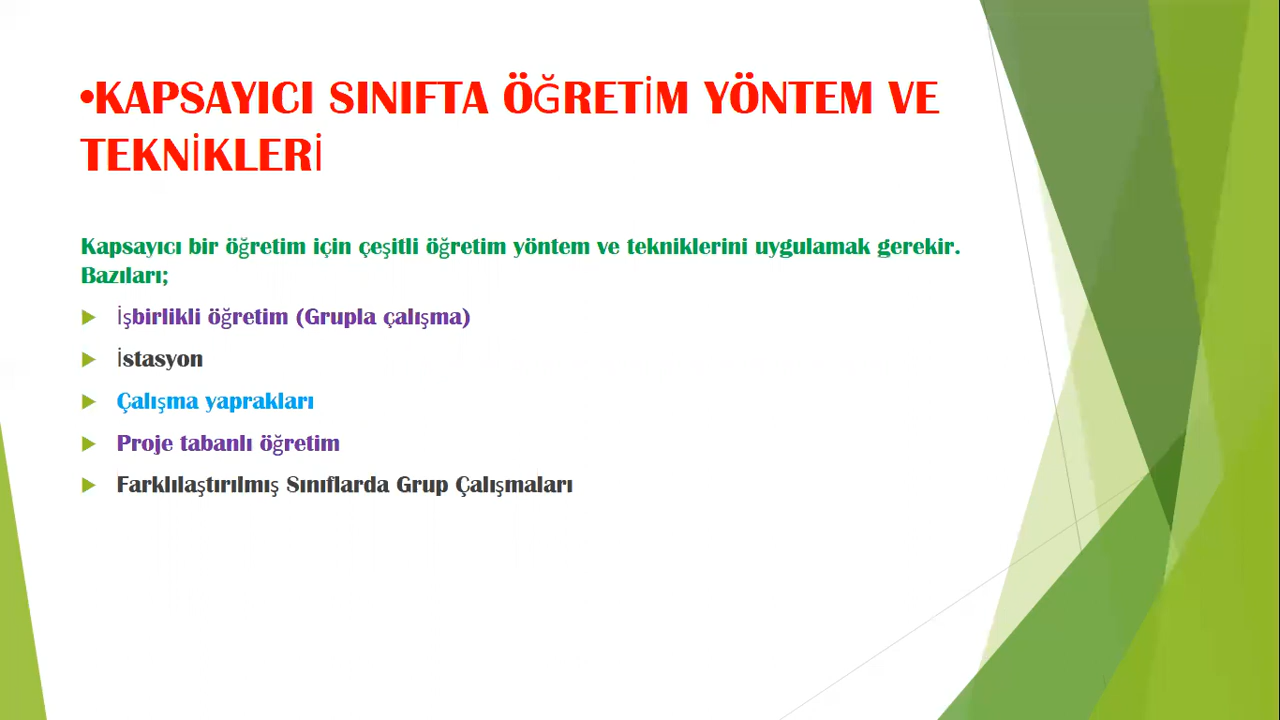 •KAPSAYICI SINIFTA ÖĞRETİM YÖNTEM VE
TEKNİKLERİ
Kapsayıcı bir öğretim için çeşitli öğretim yöntem ve tekniklerini uygulamak gerekir.
Bazıları;
İşbirlikli öğretim (Grupla çalışma)
İstasyon
Çalışma yaprakları
Proje tabanlı öğretim
Farklılaştırılmış Sınıflarda Grup Çalışmaları